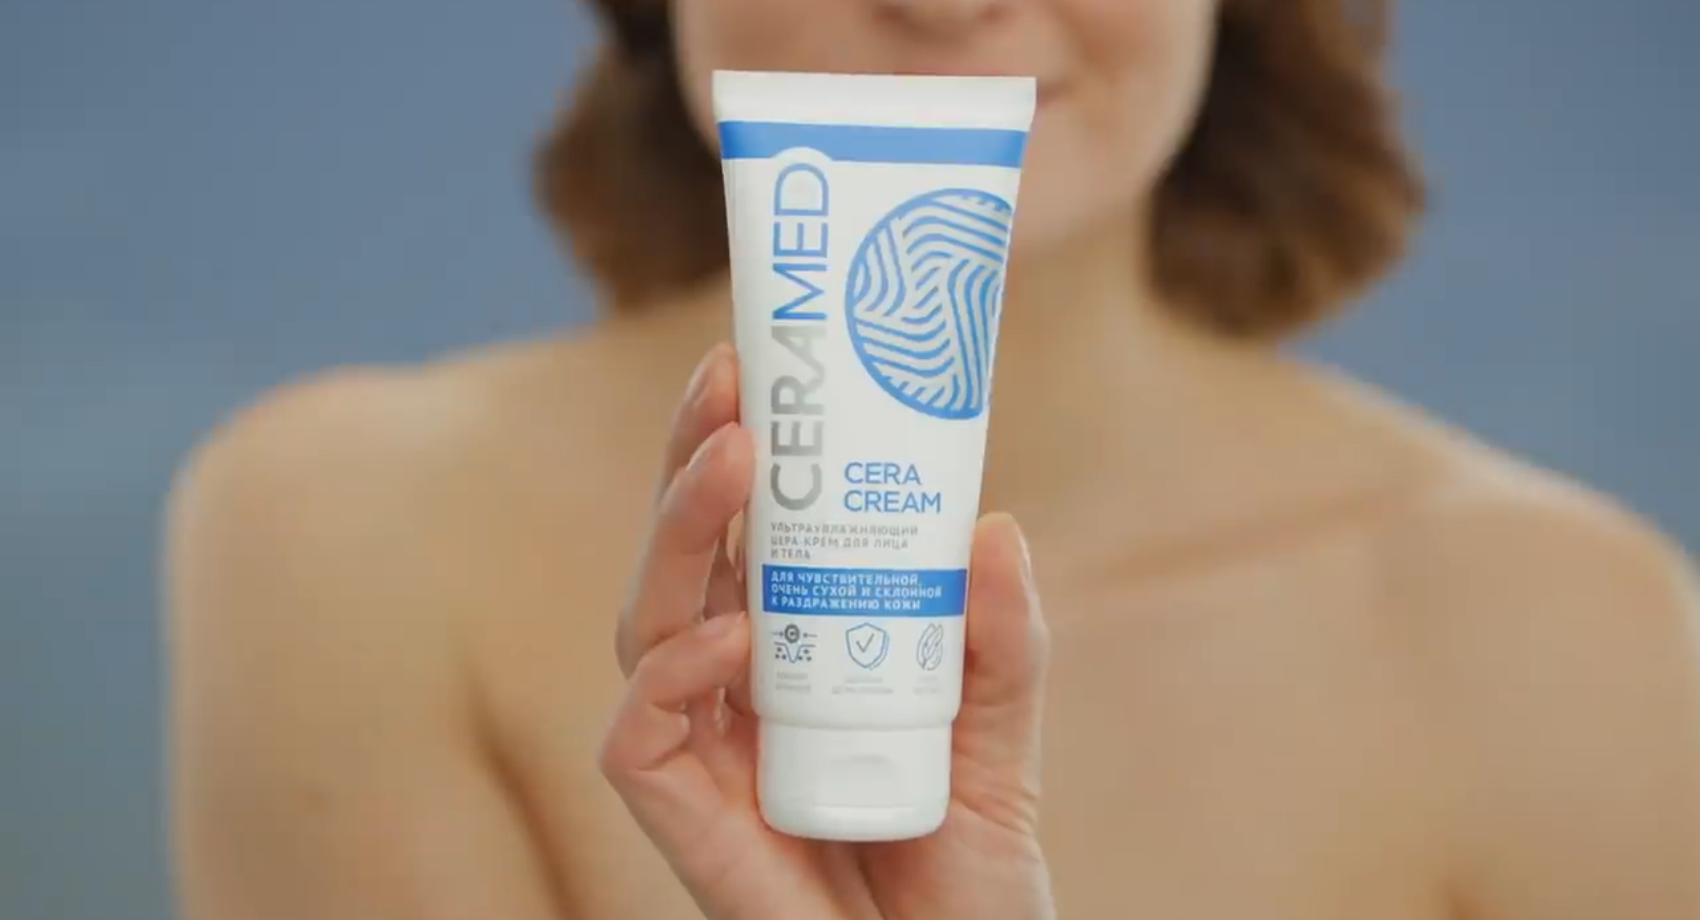 CERAMED
CERA
CREAM
УЛЬТРАУВЛАЖНЯЮЩИЙ
ЦЕРА-КРЕМ ДЛЯ ЛИЦА
И ТЕЛА
ДЛЯ ЧУВСТВИТЕЛЬНОЙ,
ОЧЕНЬ СУХОЙ И СКЛОННОЙ
К РАЗДРАЖЕНИЮ КОЖИ